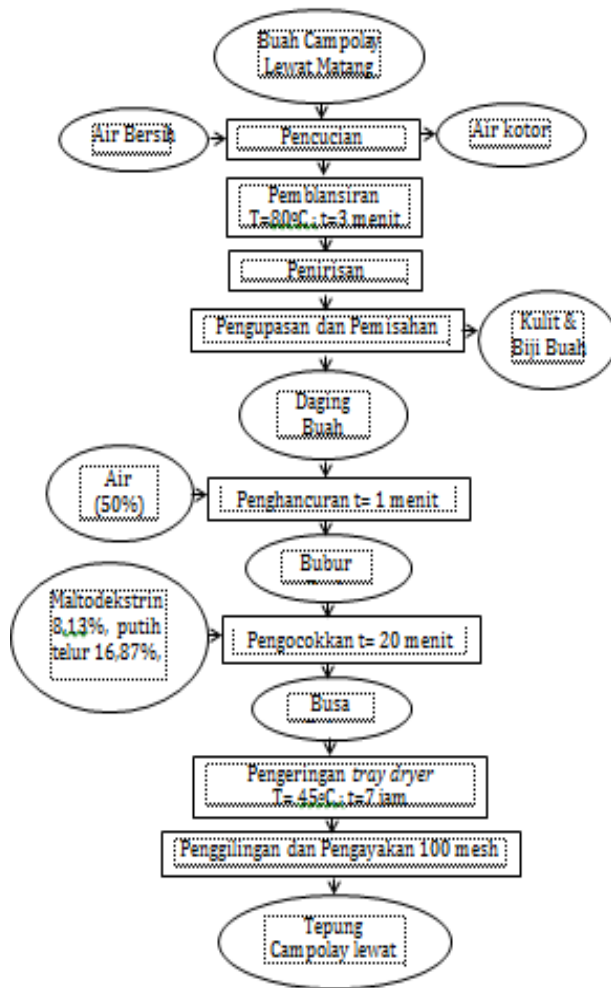 Buah Campolay
Lewat Matang
Air Bersih
Pencucian
Air kotor
Pemblansiran
T=80ºC ; t=3 menit
Penirisan
Pengupasan dan Pemisahan
Kulit &
Biji Buah
Daging
Buah
Air
(50%)
Penghancuran t= 1 menit
Bubur
Maltodekstrin
8,13%, putih
telur 16,87%,
Pengocokkan t= 20 menit
Busa
Pengeringan tray dryer
T= 45ºC ; t=7 jam
Penggilingan dan Pengayakan 100 mesh
Tepung
Campolay lewat